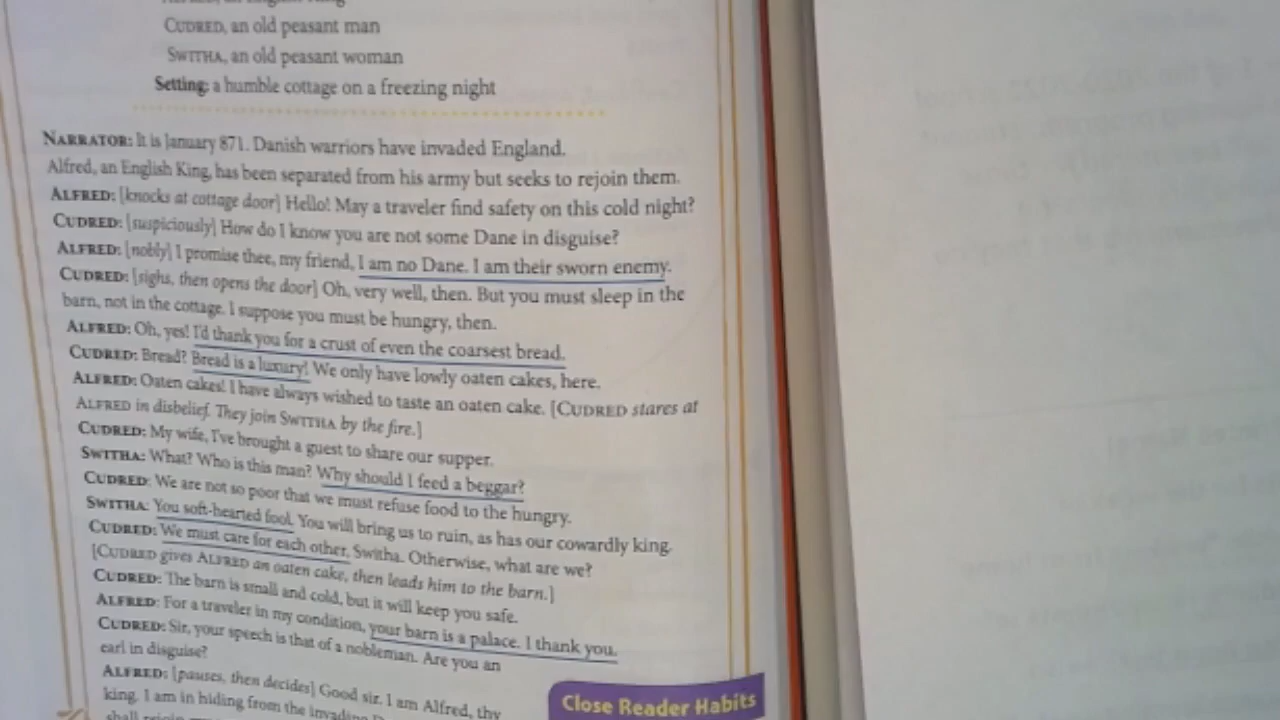 CUDRED, an old peasant man
SWITHA, an old peasant woman
Setting: a humble cottage on a freezing night
NARRATOR: It is January 871. Danish warriors have invaded England.
Alfred, an English King, has been separated from his army but seeks to rejoin them.
ALFRED: [knocks at cottage door] Hello! May a traveler find safety on this cold night?
CUDRED: [suspiciously] How do I know you are not some Dane in disguise?
ALFRED: [nobly] I promise thee, my friend, I am no Dane. I am their sworn enemy.
CUDRED: [sighs, then opens the door] Oh, very well, then. But you must sleep in the
barn, not in the cottage. I suppose you must be hungry, then.
ALFRED: Oh, yes! I'd thank you for a crust of even the coarsest bread.
CUDRED: Bread? Bread is a luxury! We only have lowly oaten cakes, here.
ALFRED: Oaten cakes! I have always wished to taste an oaten cake. [CUDRED stares at
ALFRED in disbelief. They join SWITHA by the fire.]
CUDRED: My wife, I've brought a guest to share our supper.
SWITHA: What? Who is this man? Why should I feed a beggar?
CUDRED: We are not so poor that we must refuse food to the hungry.
SWITHA: You soft-hearted fool. You will bring us to ruin, as has our cowardly king.
CUDRED: We must care for each other, Switha. Otherwise, what are we?
[CUDRED gives ALFRED an oaten cake, then leads him to the barn.]
CUDRED: The barn is small and cold, but it will keep you safe.
ALFRED: For a traveler in my condition, your barn is a palace. I thank you.
CUDRED: Sir, your speech is that of a nobleman. Are you an
earl in disguise?
ALFRED: [pauses, then decides] Good sir. I am Alfred, thy
king. I am in hiding from the invading
shall rejoin
Close Reader Habits